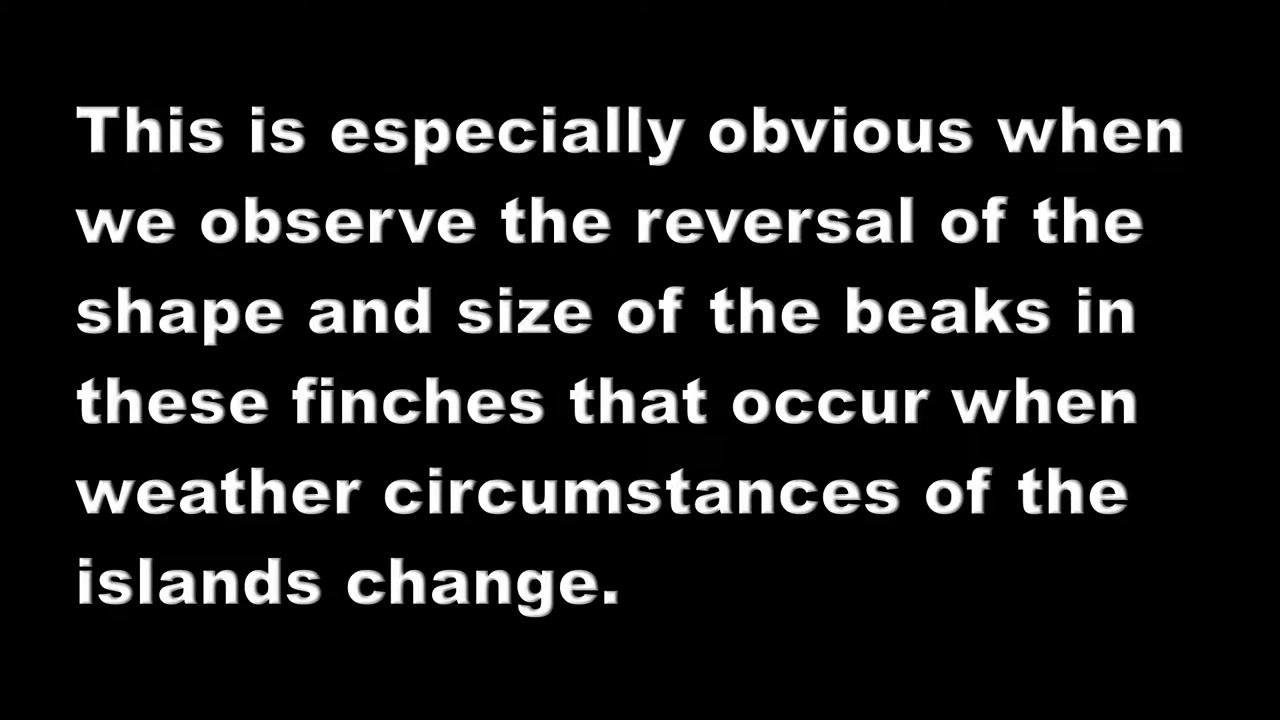 This is especially obvious when
we observe the reversal of the
shape and size of the beaks in
these finches that occur when
weather circumstances of the
islands change.